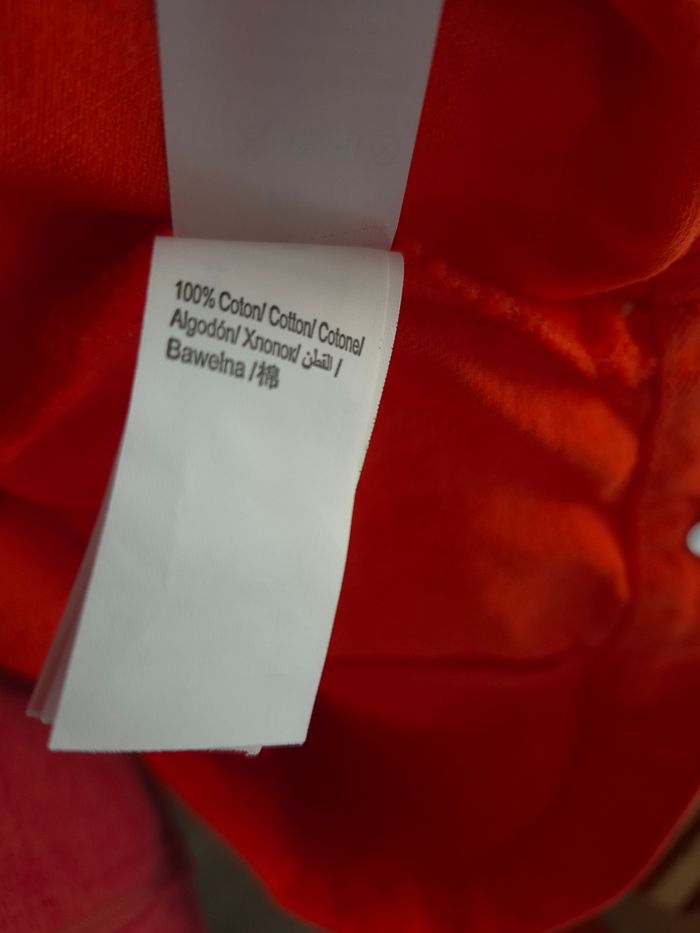 100% Coton/ Cotton/ Cotone/
Algodón/ Хлопок/ القطن /
Bawełna /棉